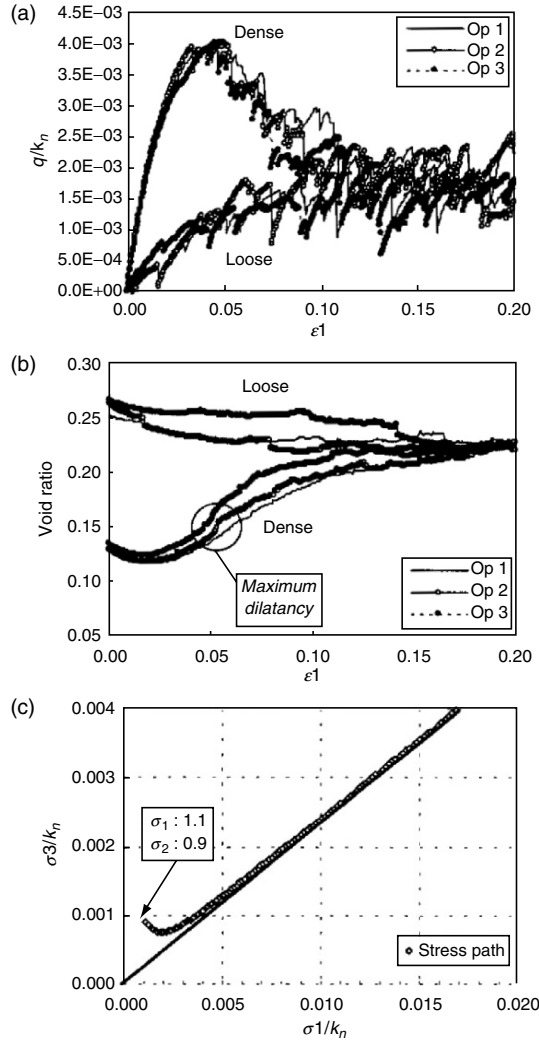 (a)
q/kn
4.5E-03
4.0E-03
3.5E-03
3.0E-03
2.5E-03
2.0E-03
1.5E-03
1.0E-03
5.0E-04
0.0E+00
Dense
Loose
Op 1
Op 2
Op 3
0.00 0.05 0.10 0.15 0.20
ε1
(b)
Void ratio
0.30
0.25
0.20
0.15
0.10
0.05
Loose
Dense
Maximum
dilatancy
Op 1
Op 2
Op 3
0.00 0.05 0.10 0.15 0.20
ε1
(c)
σ3/kn
0.004
0.003
0.002
0.001
0.000
σ1 : 1.1
σ2 : 0.9
Stress path
0.000 0.005 0.010 0.015 0.020
σ1/kn